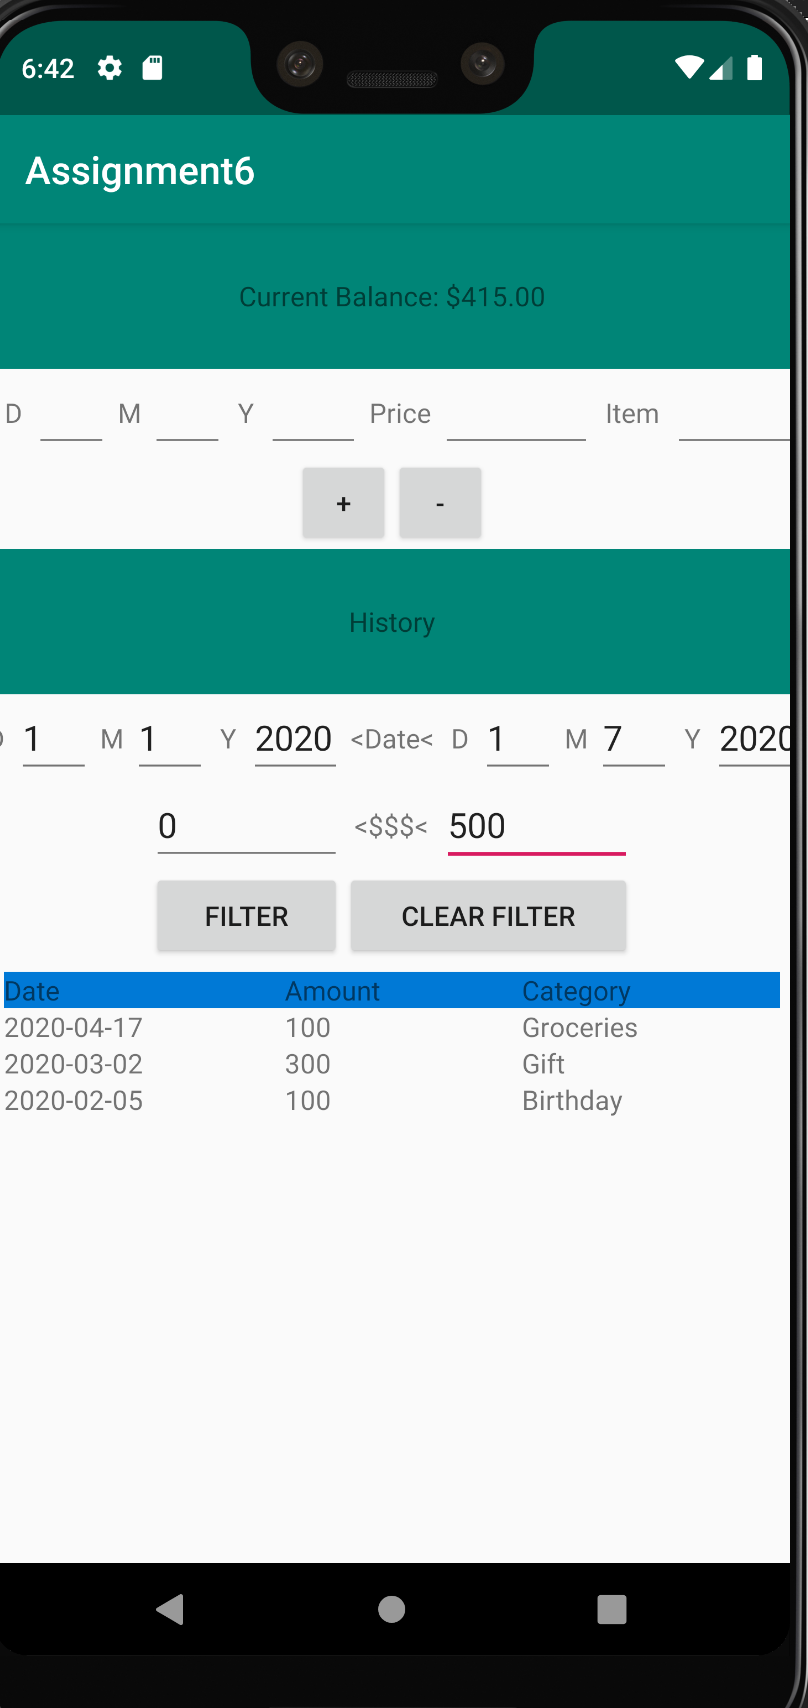 6:42
Assignment6
Current Balance: $415.00
D M Y Price Item
+ -
History
1 M 1 Y 2020 <Date< D 1 M 7 Y 2020
0 <$$$< 500
FILTER CLEAR FILTER
Date Amount Category
2020-04-17 100 Groceries
2020-03-02 300 Gift
2020-02-05 100 Birthday